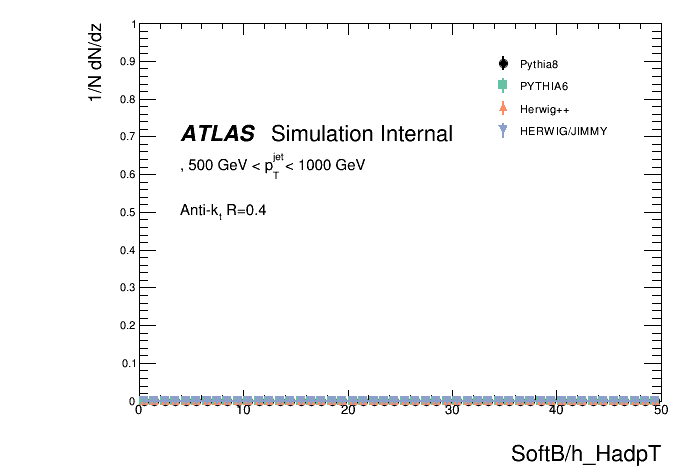 1/N dN/dz
1
0.9
0.8
0.7
0.6
0.5
0.4
0.3
0.2
0.1
0
Pythia8
PYTHIA6
Herwig++
HERWIG/JIMMY
ATLAS Simulation Internal
, 500 GeV < p_T^jet < 1000 GeV
Anti-k_t R=0.4
0 10 20 30 40 50
SoftB/h_HadpT